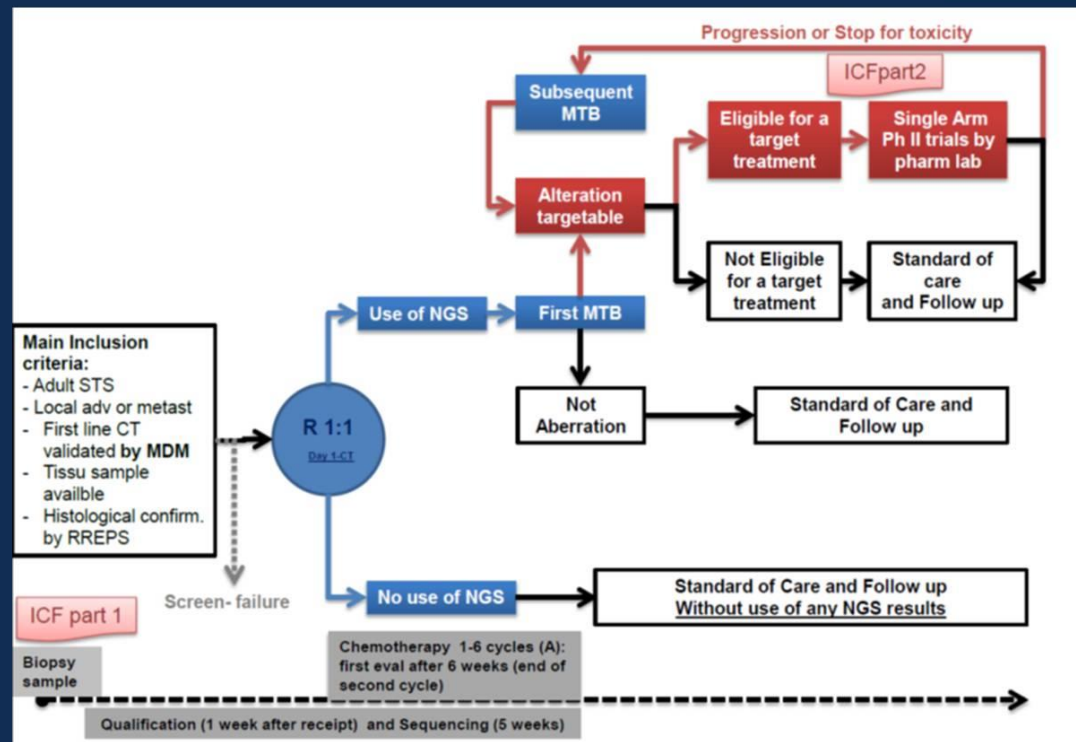 Progression or Stop for toxicity
ICFpart2
Subsequent
MTB
Eligible for a
target
treatment
Single Arm
Ph II trials by
pharm lab
Alteration
targetable
Not Eligible
for a target
treatment
Standard of
care
and Follow up
Use of NGS
First MTB
Main Inclusion
criteria:
- Adult STS
- Local adv or metast
- First line CT
validated by MDM
- Tissu sample
availble
- Histological confirm.
by RREPS
R 1:1
Day 1-CT
Not
Aberration
Standard of Care and
Follow up
Screen- failure
No use of NGS
Standard of Care and Follow up
Without use of any NGS results
ICF part 1
Biopsy
sample
Chemotherapy 1-6 cycles (A):
first eval after 6 weeks (end of
second cycle)
Qualification (1 week after receipt) and Sequencing (5 weeks)